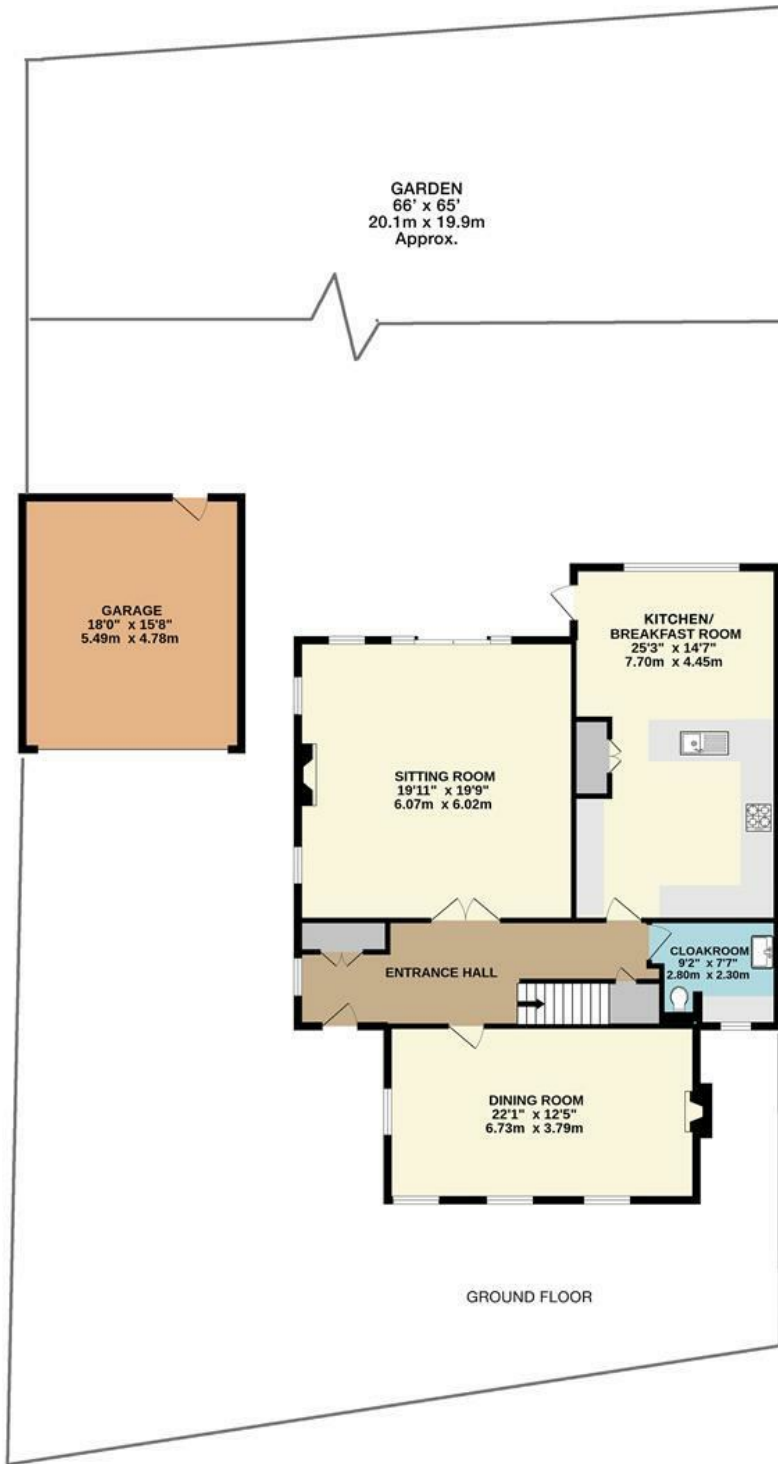 GARDEN
66' x 65'
20.1m x 19.9m
Approx.
GARAGE
18'0" x 15'8"
5.49m x 4.78m
KITCHEN/
BREAKFAST ROOM
25'3" x 14'7"
7.70m x 4.45m
SITTING ROOM
19'11" x 19'9"
6.07m x 6.02m
CLOAKROOM
9'2" x 7'7"
2.80m x 2.30m
ENTRANCE HALL
DINING ROOM
22'1" x 12'5"
6.73m x 3.79m
GROUND FLOOR